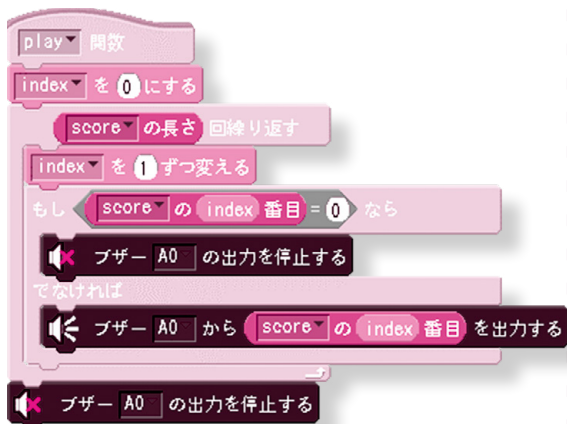 play 関数
index を 0 にする
score の長さ 回繰り返す
index を 1 ずつ変える
もし score の index 番目 = 0 なら
ブザー A0 の出力を停止する
でなければ
ブザー A0 から score の index 番目 を出力する
ブザー A0 の出力を停止する